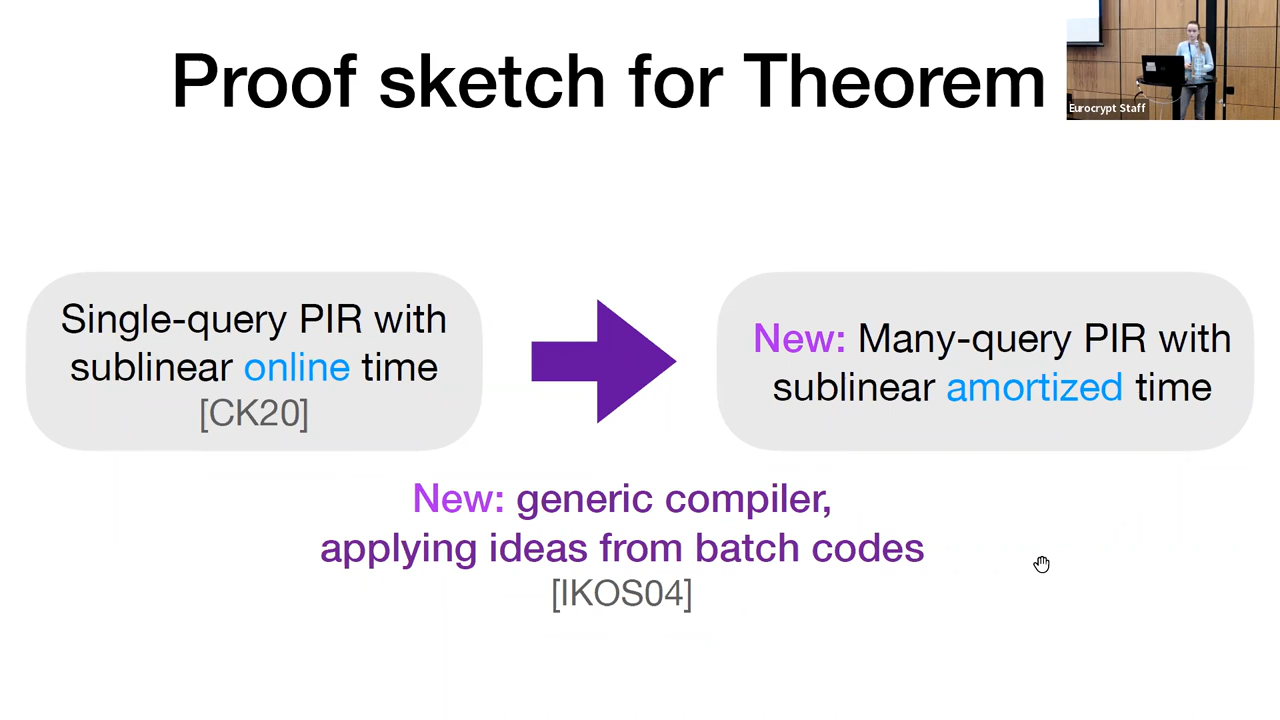 Proof sketch for Theorem
Eurocrypt Staff
Single-query PIR with
sublinear online time
[CK20]
New: Many-query PIR with
sublinear amortized time
New: generic compiler,
applying ideas from batch codes
[IKOS04]